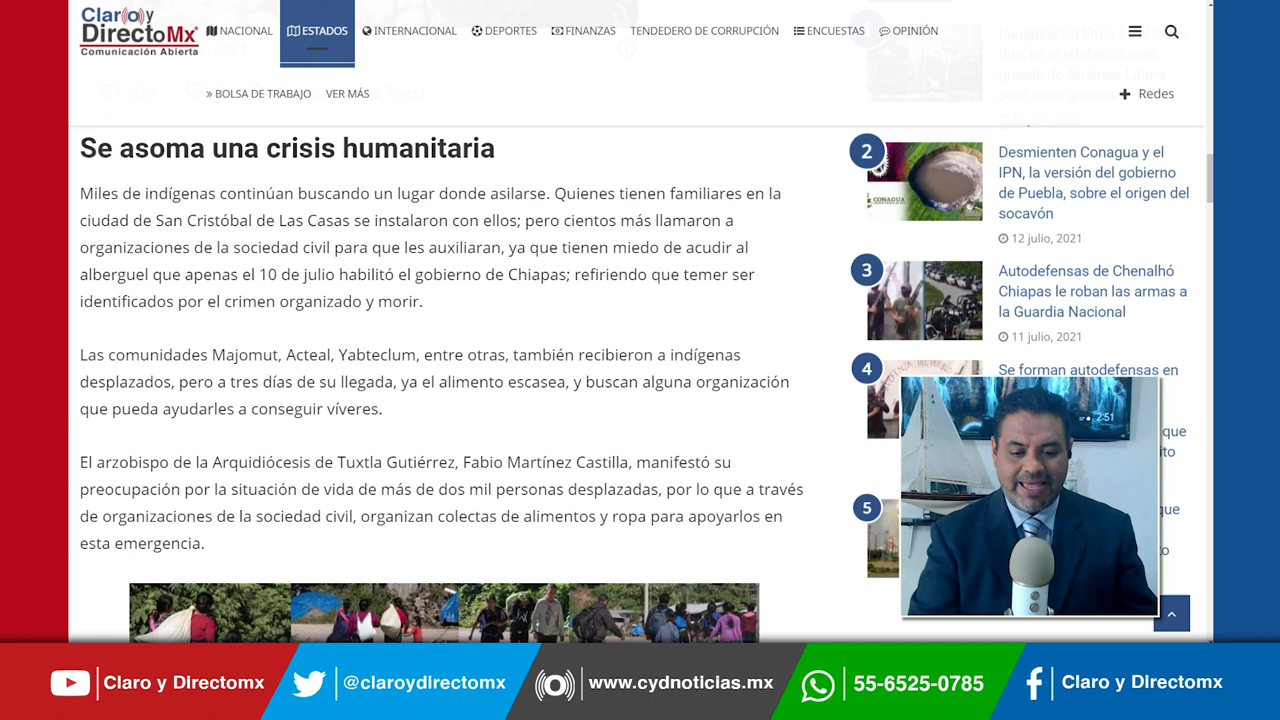 Claro y
DirectoMx
Comunicación Abierta
NACIONAL
ESTADOS
INTERNACIONAL
DEPORTES
FINANZAS
TENDEDERO DE CORRUPCIÓN
ENCUESTAS
OPINIÓN
» BOLSA DE TRABAJO
VER MÁS
Redes
Se asoma una crisis humanitaria
Miles de indígenas continúan buscando un lugar donde asilarse. Quienes tienen familiares en la
ciudad de San Cristóbal de Las Casas se instalaron con ellos; pero cientos más llamaron a
organizaciones de la sociedad civil para que les auxiliaran, ya que tienen miedo de acudir al
alberguel que apenas el 10 de julio habilitó el gobierno de Chiapas; refiriendo que temer ser
identificados por el crimen organizado y morir.
Las comunidades Majomut, Acteal, Yabteclum, entre otras, también recibieron a indígenas
desplazados, pero a tres días de su llegada, ya el alimento escasea, y buscan alguna organización
que pueda ayudarles a conseguir víveres.
El arzobispo de la Arquidiócesis de Tuxtla Gutiérrez, Fabio Martínez Castilla, manifestó su
preocupación por la situación de vida de más de dos mil personas desplazadas, por lo que a través
de organizaciones de la sociedad civil, organizan colectas de alimentos y ropa para apoyarlos en
esta emergencia.
2
CONAGUA
Desmienten Conagua y el
IPN, la versión del gobierno
de Puebla, sobre el origen del
socavón
12 julio, 2021
3
Autodefensas de Chenalhó
Chiapas le roban las armas a
la Guardia Nacional
11 julio, 2021
4
Se forman autodefensas en
que
ito
5
que
to
2:51
Claro y Directomx
@claroydirectomx
www.cydnoticias.mx
55-6525-0785
Claro y Directomx